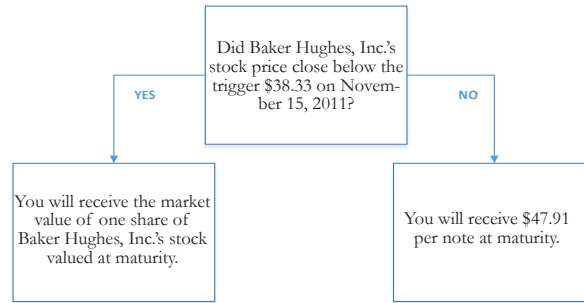 Did Baker Hughes, Inc.'s
stock price close below the
trigger $38.33 on Novem-
ber 15, 2011?
YES
NO
You will receive the market
value of one share of
Baker Hughes, Inc.'s stock
valued at maturity.
You will receive $47.91
per note at maturity.